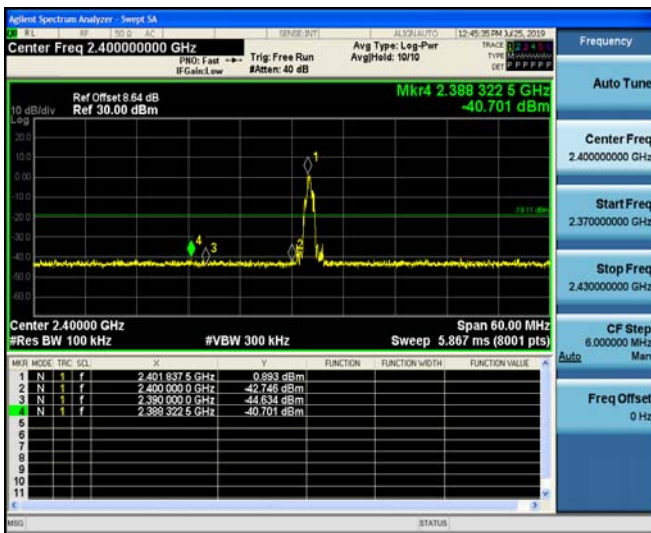 Agilent Spectrum Analyzer - Swept SA
RL RF 50 Ω AC SENSE:INT ALIGN AUTO 12:45:35 PM Jul 25, 2019
Center Freq 2.400000000 GHz
PNO: Fast
IFGain:Low
Trig: Free Run
#Atten: 40 dB
Avg Type: Log-Pwr
Avg|Hold: 10/10
TRACE 1 2 3 4 5 6
TYPE M
DET P P P P P P
Frequency
Auto Tune
Center Freq
2.400000000 GHz
Start Freq
2.370000000 GHz
Stop Freq
2.430000000 GHz
CF Step
6.000000 MHz
Auto Man
Freq Offset
0 Hz
Mkr4 2.388 322 5 GHz
-40.701 dBm
10 dB/div
Log
Ref Offset 8.64 dB
Ref 30.00 dBm
20.0
10.0
0.00
-10.0
-20.0
-30.0
-40.0
-50.0
-60.0
1
-19.11 dBm
4
3
2
Center 2.40000 GHz
#Res BW 100 kHz
#VBW 300 kHz
Span 60.00 MHz
Sweep 5.867 ms (8001 pts)
MKR MODE TRC SCL X Y FUNCTION FUNCTION WIDTH FUNCTION VALUE
1 N 1 f 2.401 837 5 GHz 0.893 dBm
2 N 1 f 2.400 000 0 GHz -42.746 dBm
3 N 1 f 2.390 000 0 GHz -44.634 dBm
4 N 1 f 2.388 322 5 GHz -40.701 dBm
5
6
7
8
9
10
11
MSG STATUS